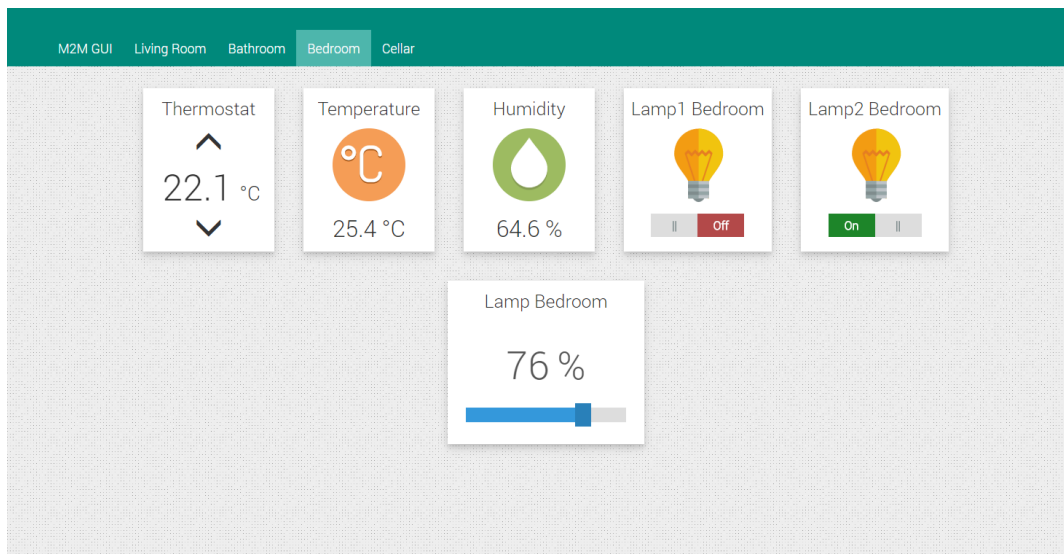 M2M GUI Living Room Bathroom Bedroom Cellar
Thermostat
22.1 °C
Temperature
°C
25.4 °C
Humidity
64.6 %
Lamp1 Bedroom
|| Off
Lamp2 Bedroom
On ||
Lamp Bedroom
76 %